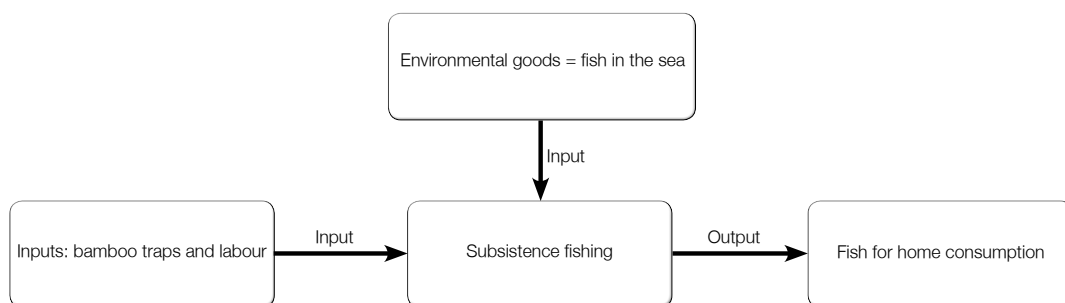 Environmental goods = fish in the sea
Input
Inputs: bamboo traps and labour
Input
Subsistence fishing
Output
Fish for home consumption